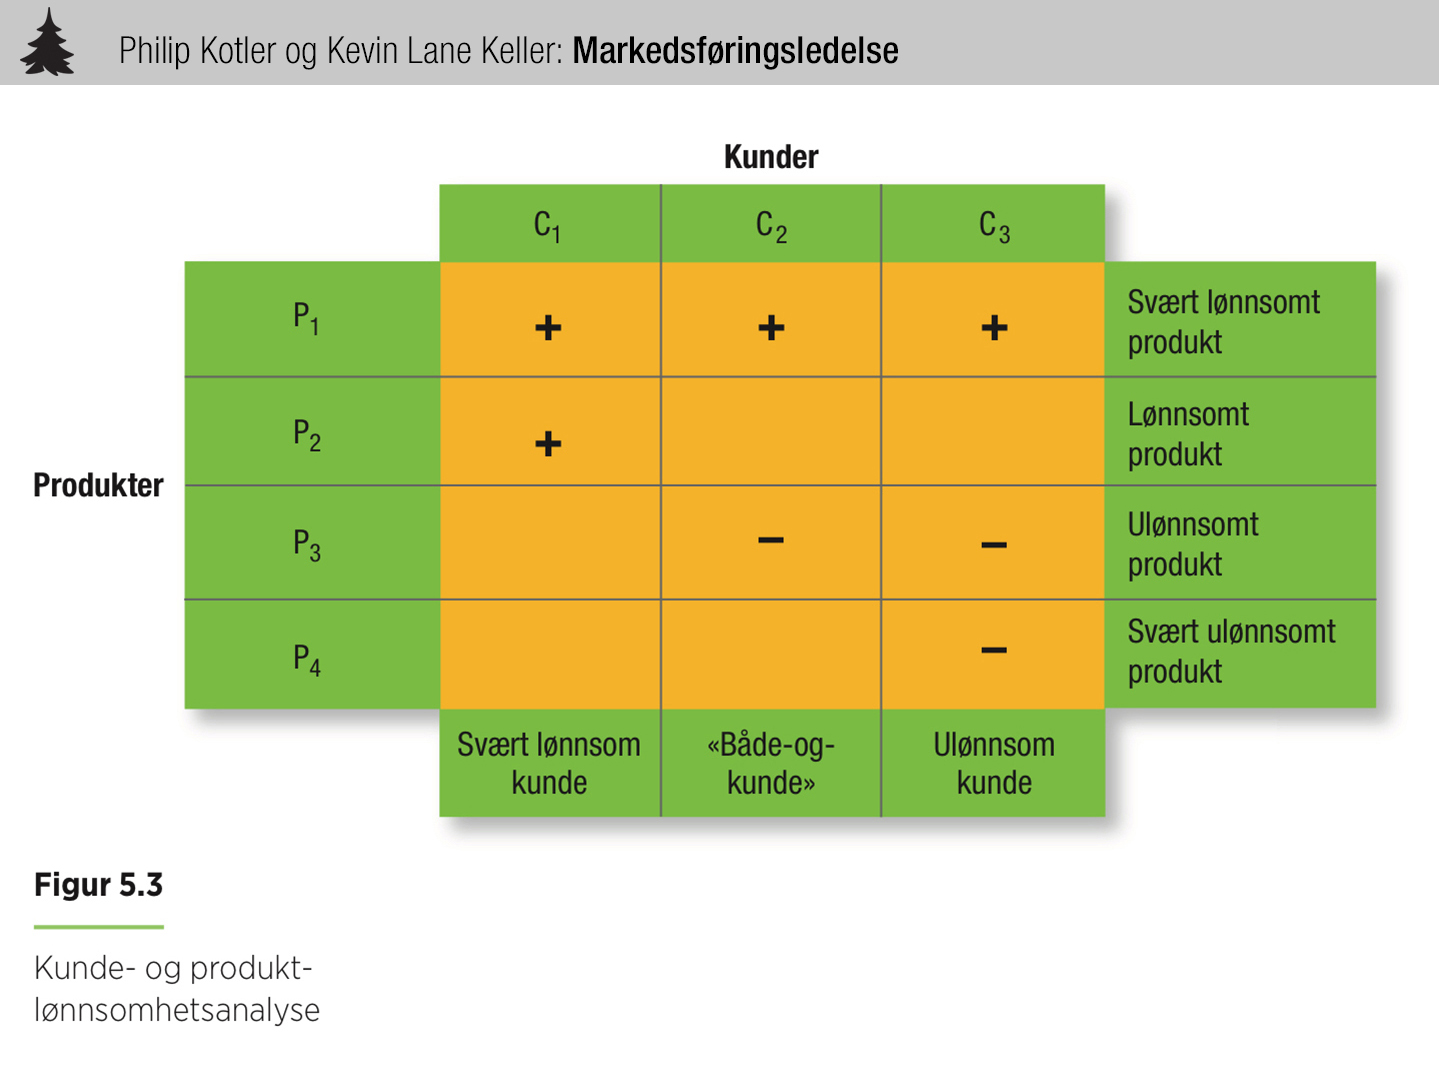 Philip Kotler og Kevin Lane Keller: Markedsføringsledelse
Kunder
C₁ C₂ C₃
P₁ + + + Svært lønnsomt
produkt
P₂ + Lønnsomt
produkt
Produkter
P₃ – – Ulønnsomt
produkt
P₄ – Svært ulønnsomt
produkt
Svært lønnsom
kunde
«Både-og-
kunde»
Ulønnsom
kunde
Figur 5.3
Kunde- og produkt-
lønnsomhetsanalyse